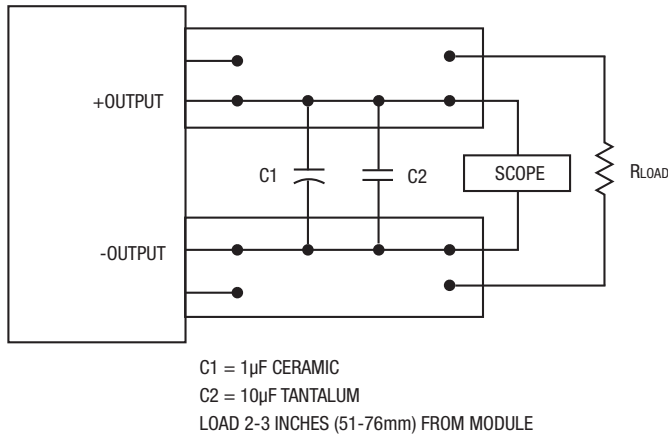 +OUTPUT
C1
C2
SCOPE
RLOAD
-OUTPUT
C1 = 1µF CERAMIC
C2 = 10µF TANTALUM
LOAD 2-3 INCHES (51-76mm) FROM MODULE